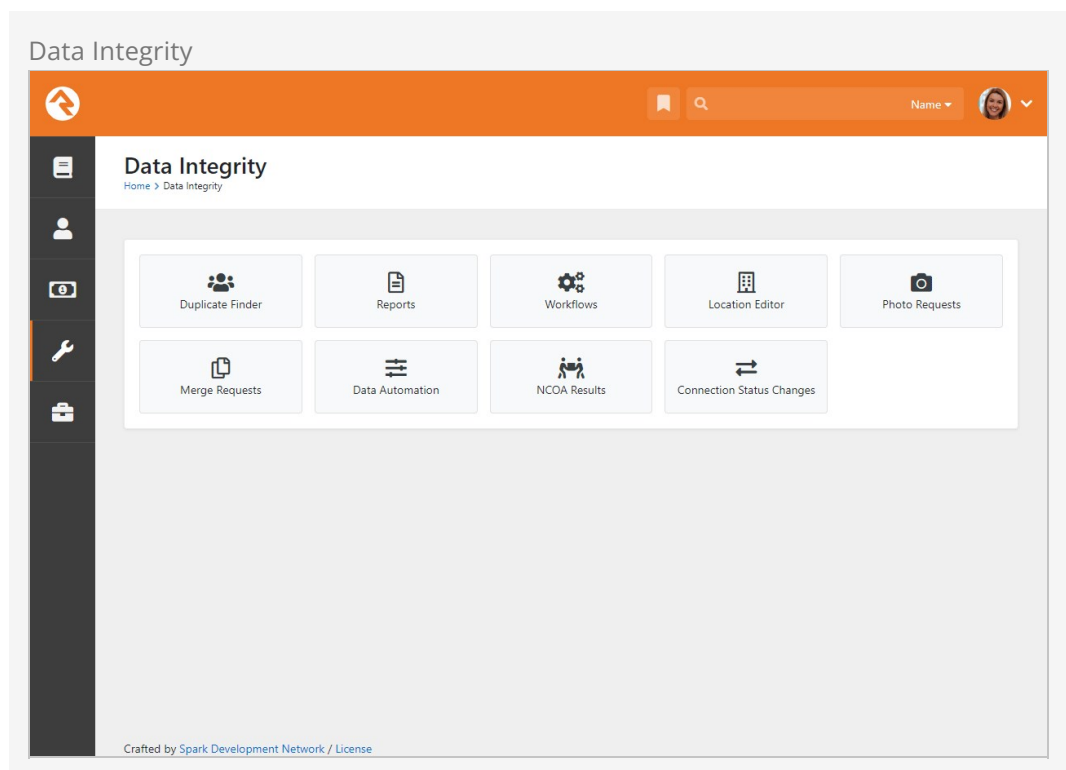 Data Integrity
Name
Data Integrity
Home > Data Integrity
Duplicate Finder
Reports
Workflows
Location Editor
Photo Requests
Merge Requests
Data Automation
NCOA Results
Connection Status Changes
Crafted by Spark Development Network / License